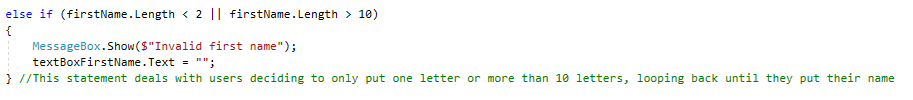 else if (firstName.Length < 2 || firstName.Length > 10)
{
MessageBox.Show($"Invalid first name");
textBoxFirstName.Text = "";
} //This statement deals with users deciding to only put one letter or more than 10 letters, looping back until they put their name